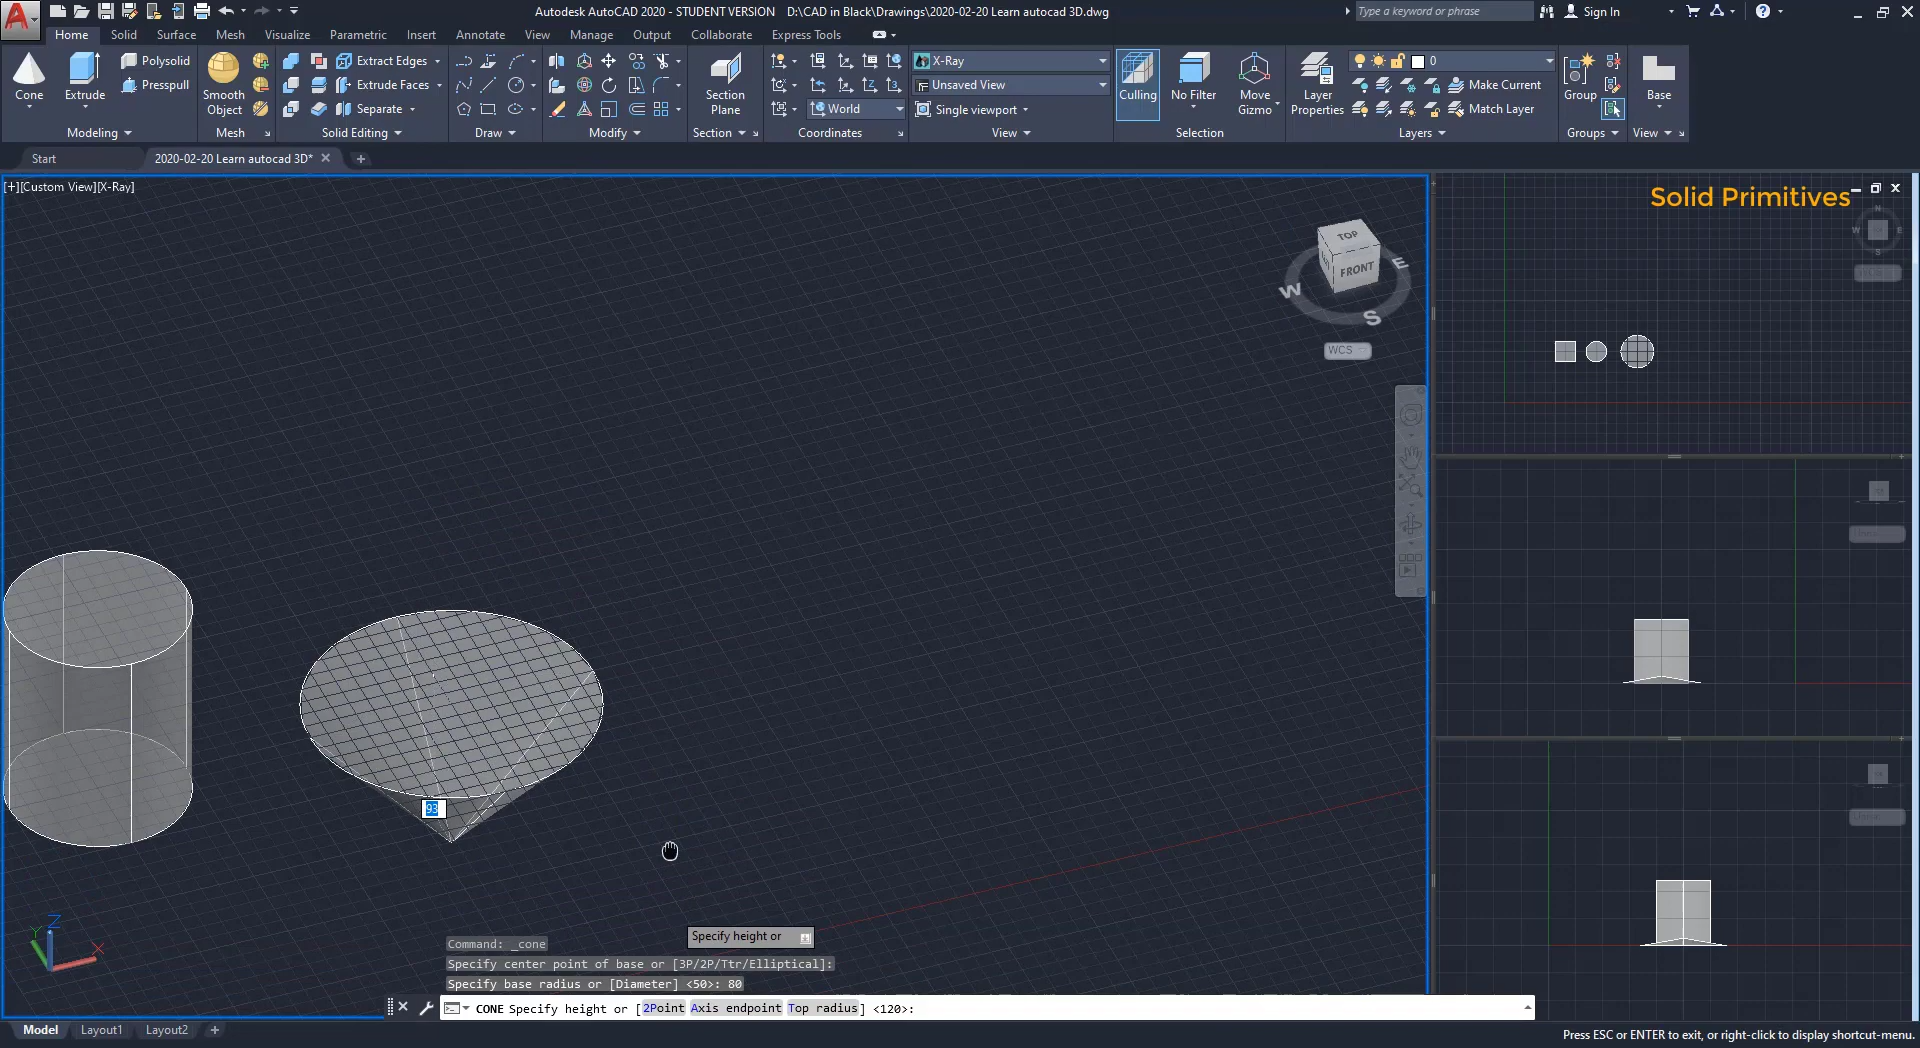 Autodesk AutoCAD 2020 - STUDENT VERSION D:\CAD in Black\Drawings\2020-02-20 Learn autocad 3D.dwg
Type a keyword or phrase
Sign In
Home Solid Surface Mesh Visualize Parametric Insert Annotate View Manage Output Collaborate Express Tools
Cone
Extrude
Polysolid
Presspull
Modeling
Smooth
Object
Mesh
Extract Edges
Extrude Faces
Separate
Solid Editing
Draw
Modify
Section
Plane
Section
World
Coordinates
X-Ray
Unsaved View
Single viewport
View
Culling
No Filter
Move
Gizmo
Selection
Layer
Properties
0
Make Current
Match Layer
Layers
Group
Groups
Base
View
Start
2020-02-20 Learn autocad 3D*
[+][Custom View][X-Ray]
Solid Primitives
TOP
FRONT
W
E
S
WCS
N
W
E
S
93
Y
Z
X
Specify height or
Command: _cone
Specify center point of base or [3P/2P/Ttr/Elliptical]:
Specify base radius or [Diameter] <50>: 80
CONE Specify height or [2Point Axis endpoint Top radius] <120>:
Model Layout1 Layout2
Press ESC or ENTER to exit, or right-click to display shortcut-menu.